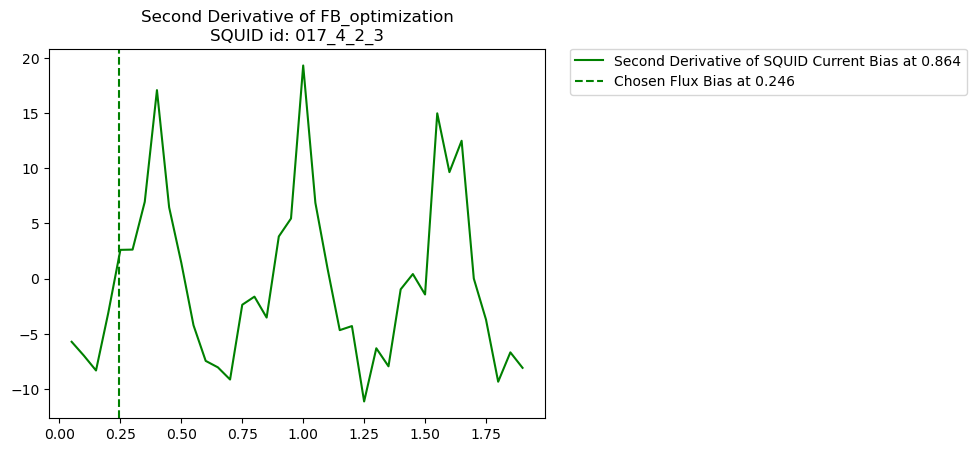 Second Derivative of FB_optimization
SQUID id: 017_4_2_3
Second Derivative of SQUID Current Bias at 0.864
Chosen Flux Bias at 0.246
20
15
10
5
0
−5
−10
0.00 0.25 0.50 0.75 1.00 1.25 1.50 1.75